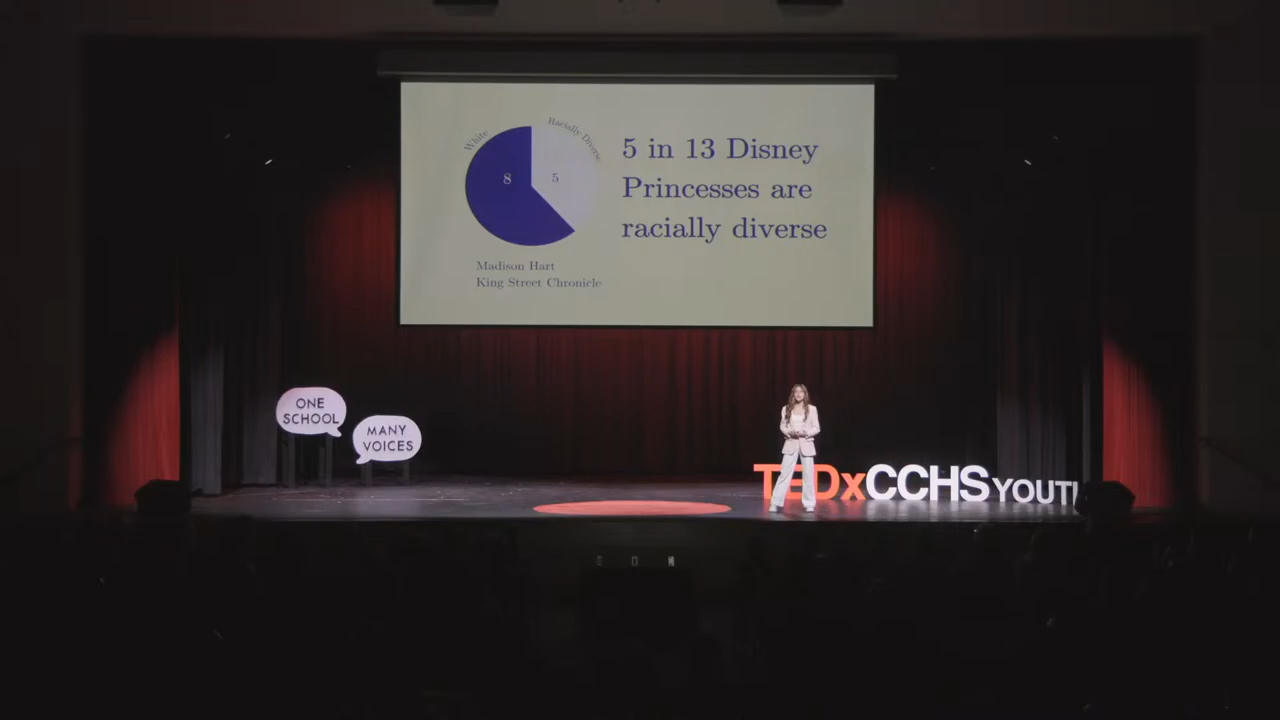 White
Racially Diverse
8
5
5 in 13 Disney
Princesses are
racially diverse
Madison Hart
King Street Chronicle
ONE
SCHOOL
MANY
VOICES
TEDxCCHSYOUTH